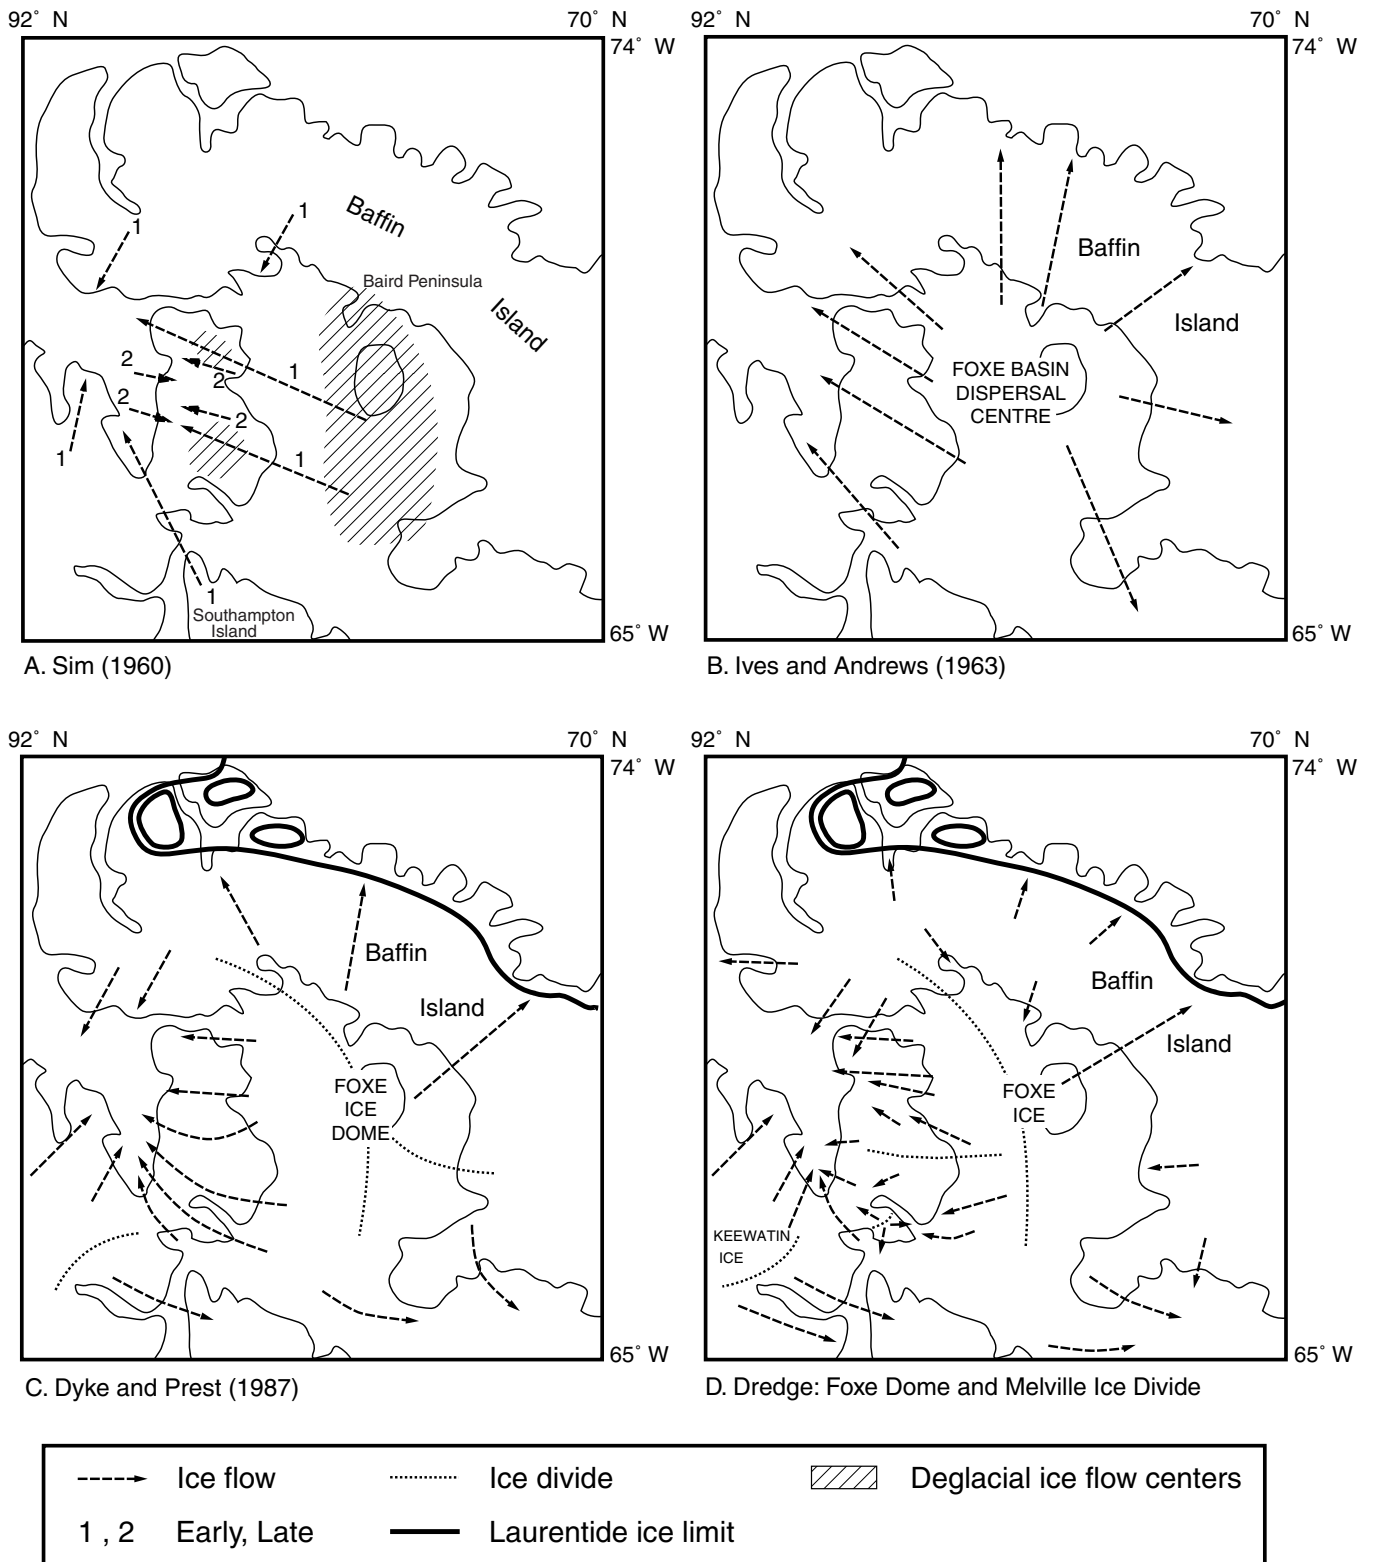 92° N
70° N
74° W
1
1
Baffin
Baird Peninsula
Island
2
1
2
2
2
1
1
1
Southampton
Island
65° W
A. Sim (1960)
92° N
70° N
74° W
Baffin
Island
FOXE BASIN
DISPERSAL
CENTRE
65° W
B. Ives and Andrews (1963)
92° N
70° N
74° W
Baffin
Island
FOXE
ICE
DOME
65° W
C. Dyke and Prest (1987)
92° N
70° N
74° W
Baffin
Island
FOXE
ICE
KEEWATIN
ICE
65° W
D. Dredge: Foxe Dome and Melville Ice Divide
Ice flow
Ice divide
Deglacial ice flow centers
1 , 2 Early, Late
Laurentide ice limit